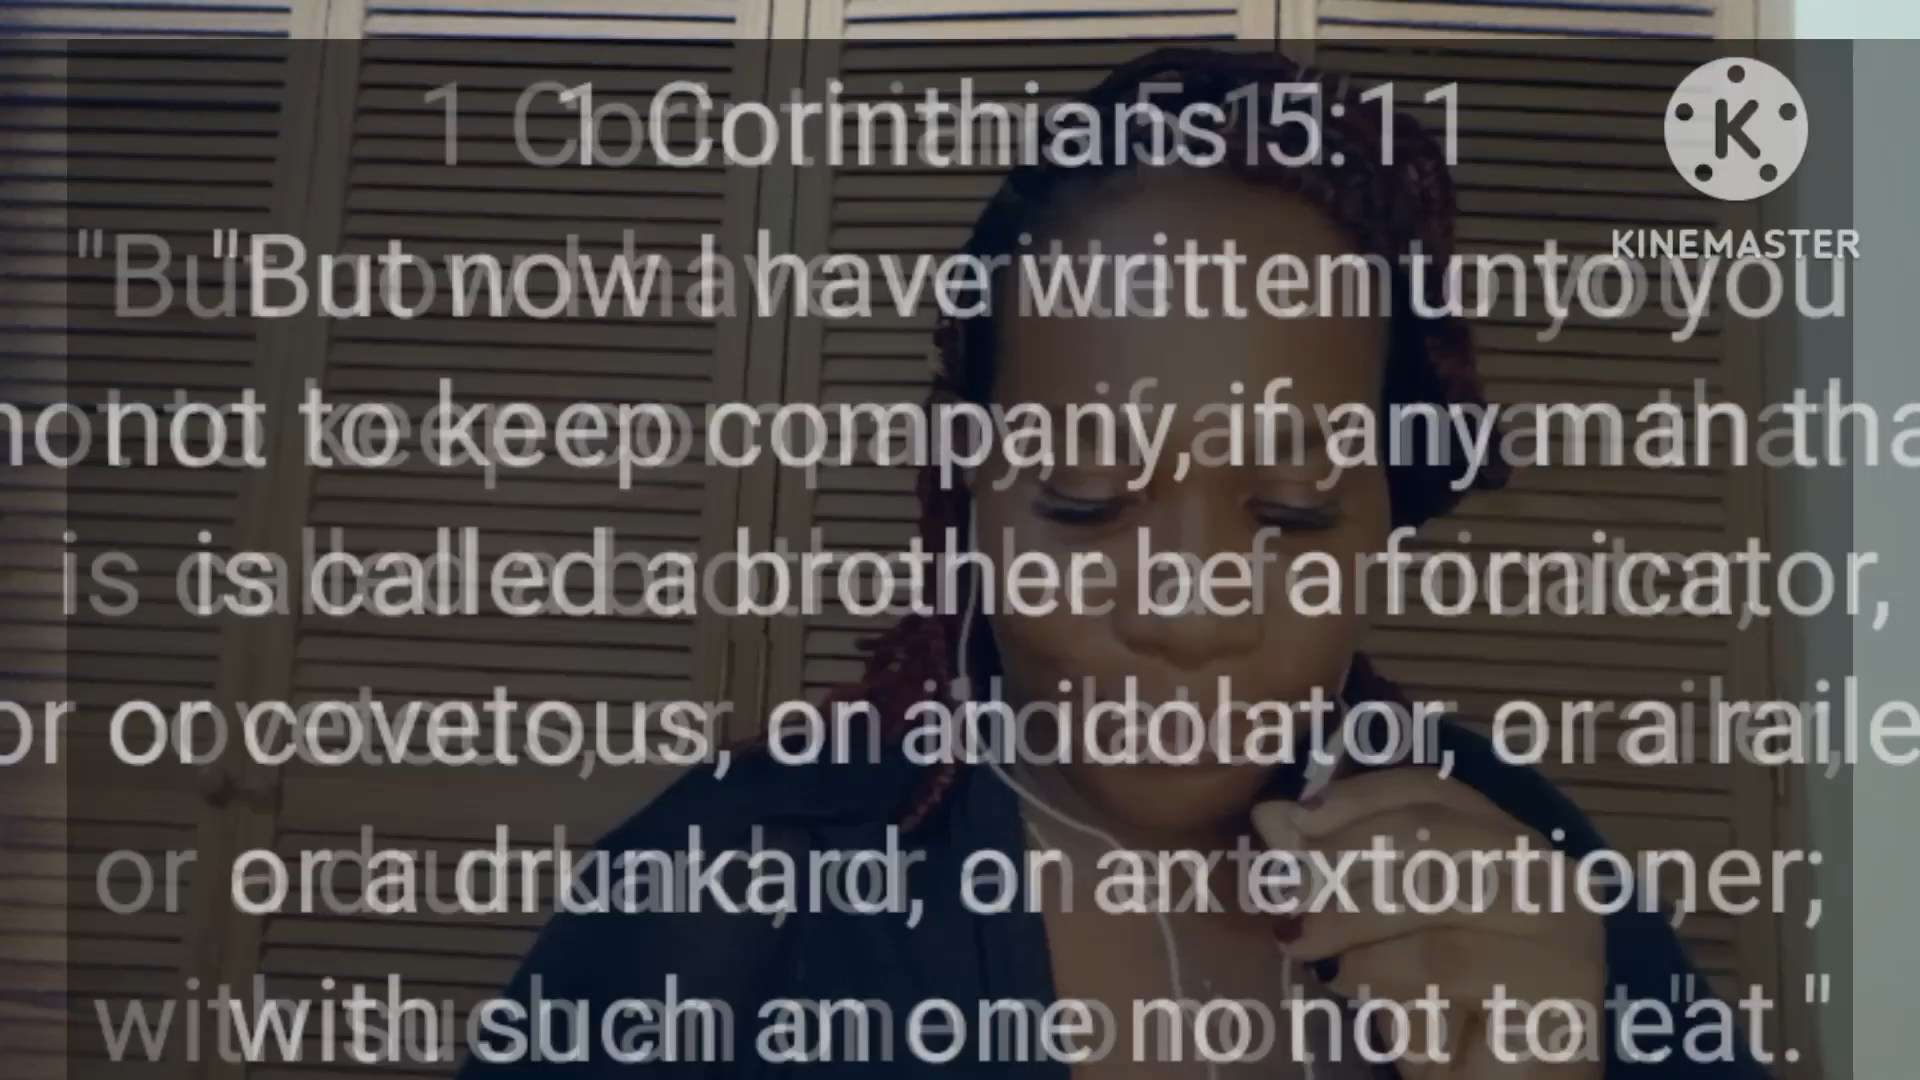 1 Corinthians 5:11
"But now I have written unto you
not to keep company, if any man tha
is called a brother be a fornicator,
or covetous, or an idolator, or a raile
or a drunkard, or an extortioner;
with such an one no not to eat."
KINEMASTER